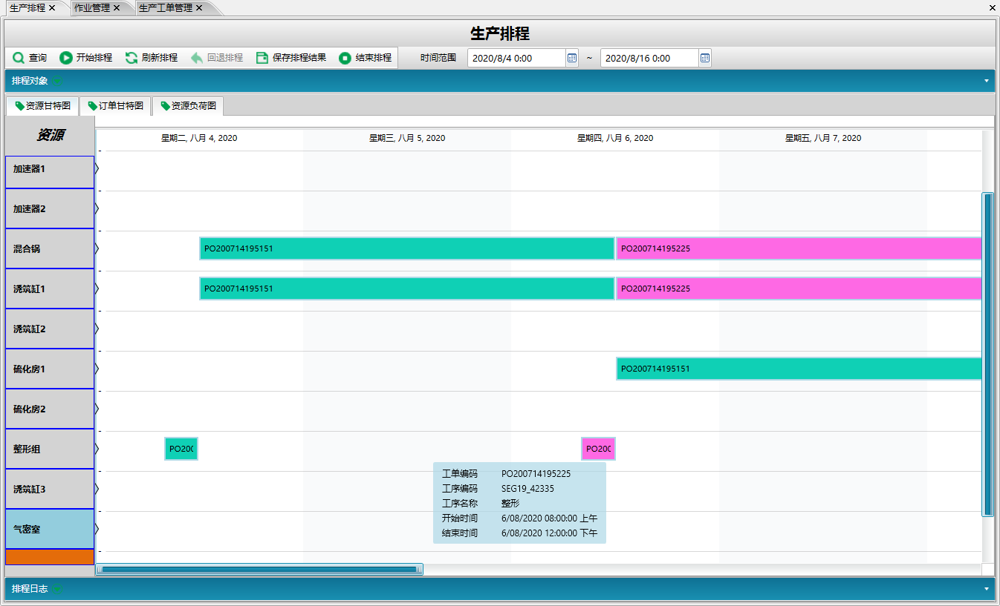 生产排程 作业管理 生产工单管理
生产排程
查询 开始排程 刷新排程 回退排程 保存排程结果 结束排程 时间范围 2020/8/4 0:00 ~ 2020/8/16 0:00
排程对象
资源甘特图 订单甘特图 资源负荷图
资源
星期二, 八月 4, 2020 星期三, 八月 5, 2020 星期四, 八月 6, 2020 星期五, 八月 7, 2020
加速器1
加速器2
混合锅 PO200714195151 PO200714195225
浇筑缸1 PO200714195151 PO200714195225
浇筑缸2
硫化房1 PO200714195151
硫化房2
整形组 PO200 PO200
工单编码 PO200714195225
工序编码 SEG19_42335
工序名称 整形
开始时间 6/08/2020 08:00:00 上午
结束时间 6/08/2020 12:00:00 下午
浇筑缸3
气密室
排程日志